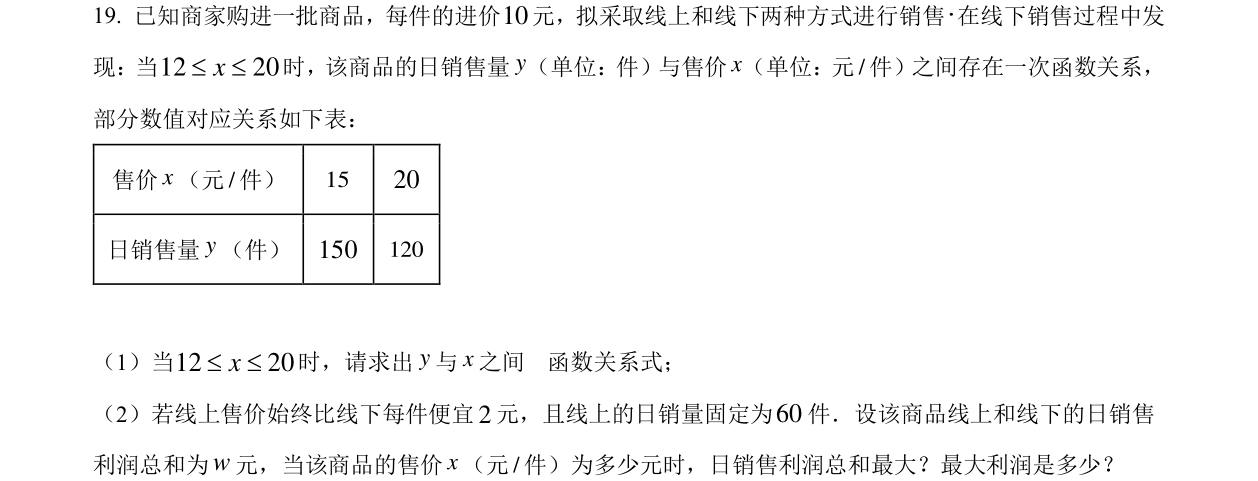 19. 已知商家购进一批商品，每件的进价10元，拟采取线上和线下两种方式进行销售·在线下销售过程中发
现：当12≤x≤20时，该商品的日销售量y（单位：件）与售价x（单位：元/件）之间存在一次函数关系，
部分数值对应关系如下表：
售价x（元/件） 15 20
日销售量y（件） 150 120
（1）当12≤x≤20时，请求出y与x之间 函数关系式；
（2）若线上售价始终比线下每件便宜2元，且线上的日销量固定为60件．设该商品线上和线下的日销售
利润总和为w元，当该商品的售价x（元/件）为多少元时，日销售利润总和最大？最大利润是多少？